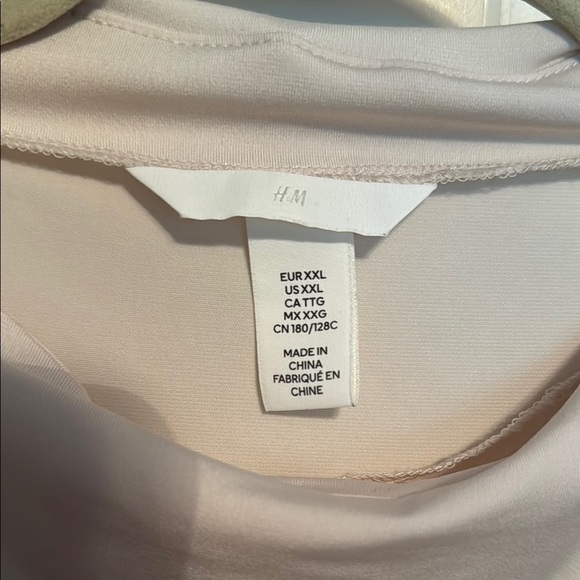 H&M
EUR XXL
US XXL
CA TTG
MX XXG
CN 180/128C
MADE IN
CHINA
FABRIQUÉ EN
CHINE